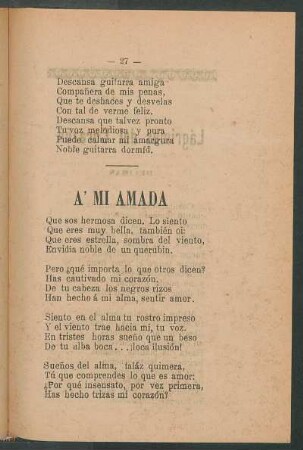 — 27 —
Descansa guitarra amiga
Compañera de mis penas,
Que te deshaces y desvelas
Con tal de verme feliz.
Descansa que talvez pronto
Tu voz melodiosa y pura
Puede calmar mi amargura
Noble guitarra dormid.
A' MI AMADA
Que sos hermosa dicen. Lo siento
Que eres muy bella, también oi:
Que eres estrella, sombra del viento,
Envidia noble de un querubin.
Pero ¿qué importa lo que otros dicen?
Has cautivado mi corazón,
De tu cabeza los negros rizos
Han heche á mi alma, sentir amor.
Siento en el alma tu rostro impreso
Y el viento trae hacia mi, tu voz.
En tristes horas sueño que un beso
De tu alba boca...¡loca ilusión!
Sueños del alma, faláz quimera,
Tú que comprendes lo que es amor:
¿Por qué insensato, por vez primera,
Has hecho trizas mi corazón?